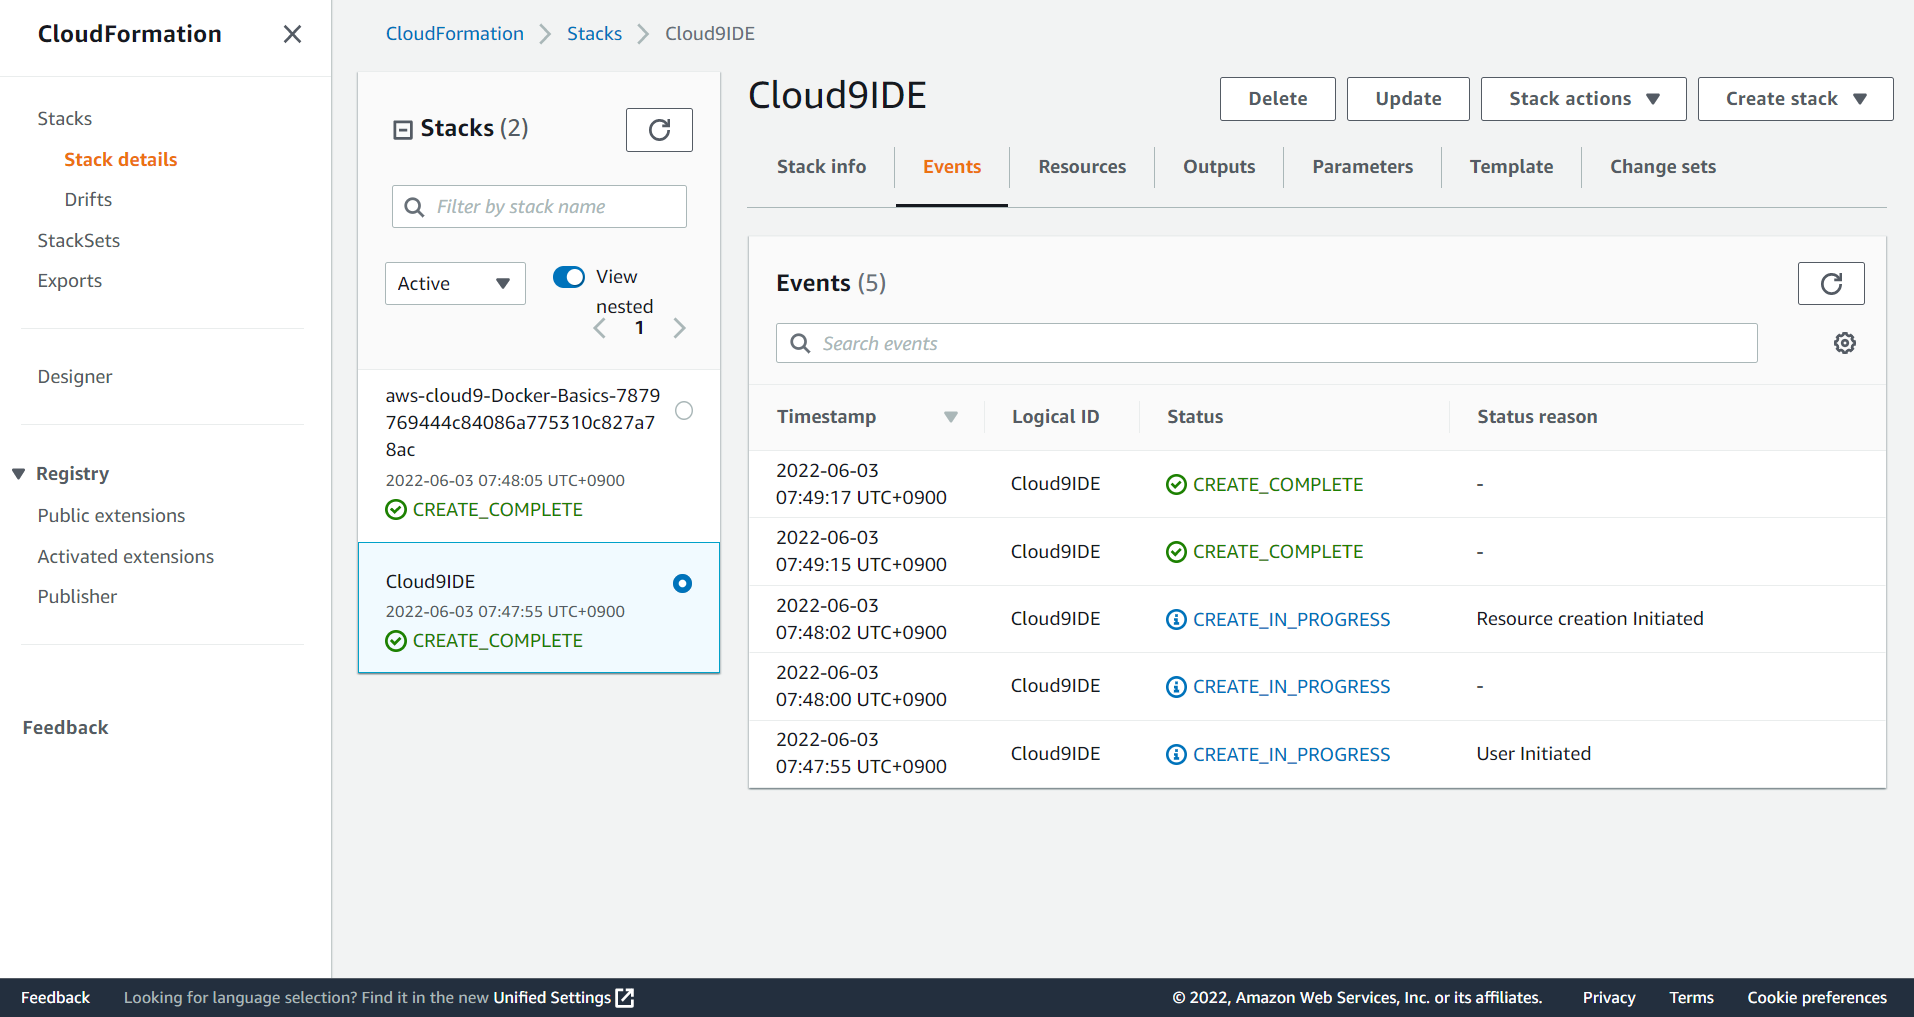 CloudFormation
Stacks
Stack details
Drifts
StackSets
Exports
Designer
Registry
Public extensions
Activated extensions
Publisher
Feedback
CloudFormation Stacks Cloud9IDE
Stacks (2)
Filter by stack name
Active
View
nested
1
aws-cloud9-Docker-Basics-7879
769444c84086a775310c827a7
8ac
2022-06-03 07:48:05 UTC+0900
CREATE_COMPLETE
Cloud9IDE
2022-06-03 07:47:55 UTC+0900
CREATE_COMPLETE
Cloud9IDE
Delete Update Stack actions Create stack
Stack info Events Resources Outputs Parameters Template Change sets
Events (5)
Search events
Timestamp Logical ID Status Status reason
2022-06-03
07:49:17 UTC+0900 Cloud9IDE CREATE_COMPLETE -
2022-06-03
07:49:15 UTC+0900 Cloud9IDE CREATE_COMPLETE -
2022-06-03
07:48:02 UTC+0900 Cloud9IDE CREATE_IN_PROGRESS Resource creation Initiated
2022-06-03
07:48:00 UTC+0900 Cloud9IDE CREATE_IN_PROGRESS -
2022-06-03
07:47:55 UTC+0900 Cloud9IDE CREATE_IN_PROGRESS User Initiated
Feedback Looking for language selection? Find it in the new Unified Settings © 2022, Amazon Web Services, Inc. or its affiliates. Privacy Terms Cookie preferences